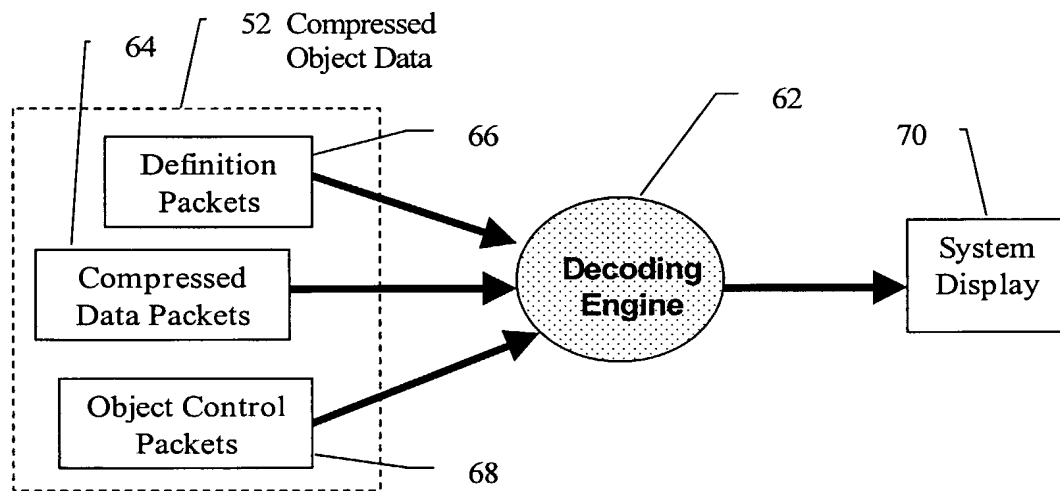 52 Compressed
Object Data
64
62
66
70
Definition
Packets
Compressed
Data Packets
Decoding
Engine
System
Display
Object Control
Packets
68